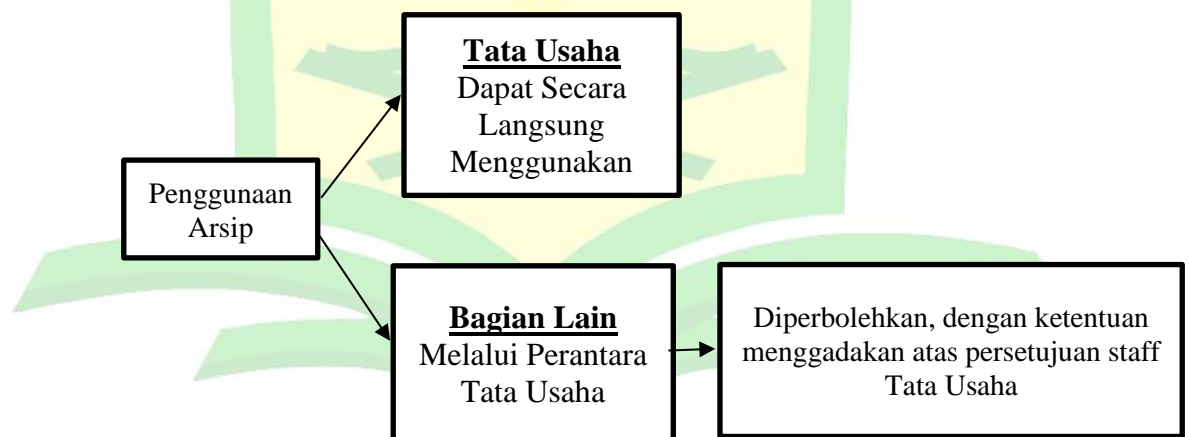 Tata Usaha
Dapat Secara
Langsung
Menggunakan
Penggunaan
Arsip
Bagian Lain
Melalui Perantara
Tata Usaha
Diperbolehkan, dengan ketentuan
menggadakan atas persetujuan staff
Tata Usaha